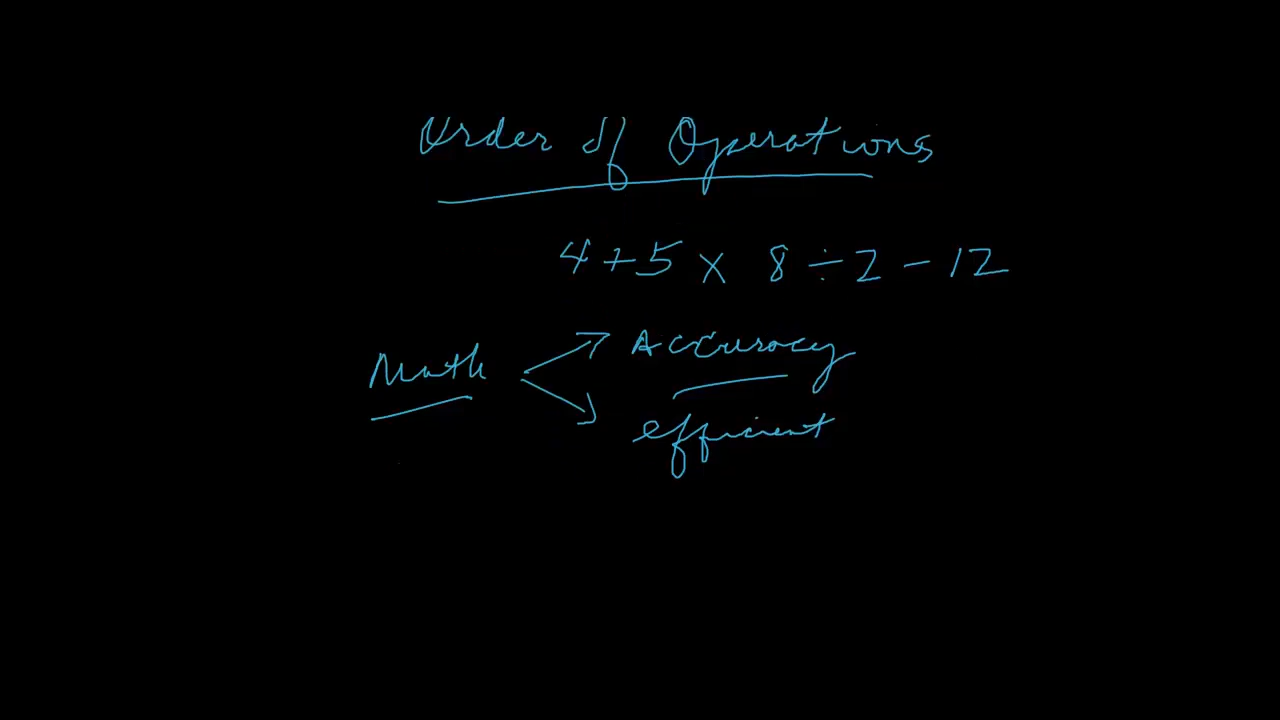 Order of Operations
4+5 × 8 ÷ 2 - 12
Math
Accuracy
efficient